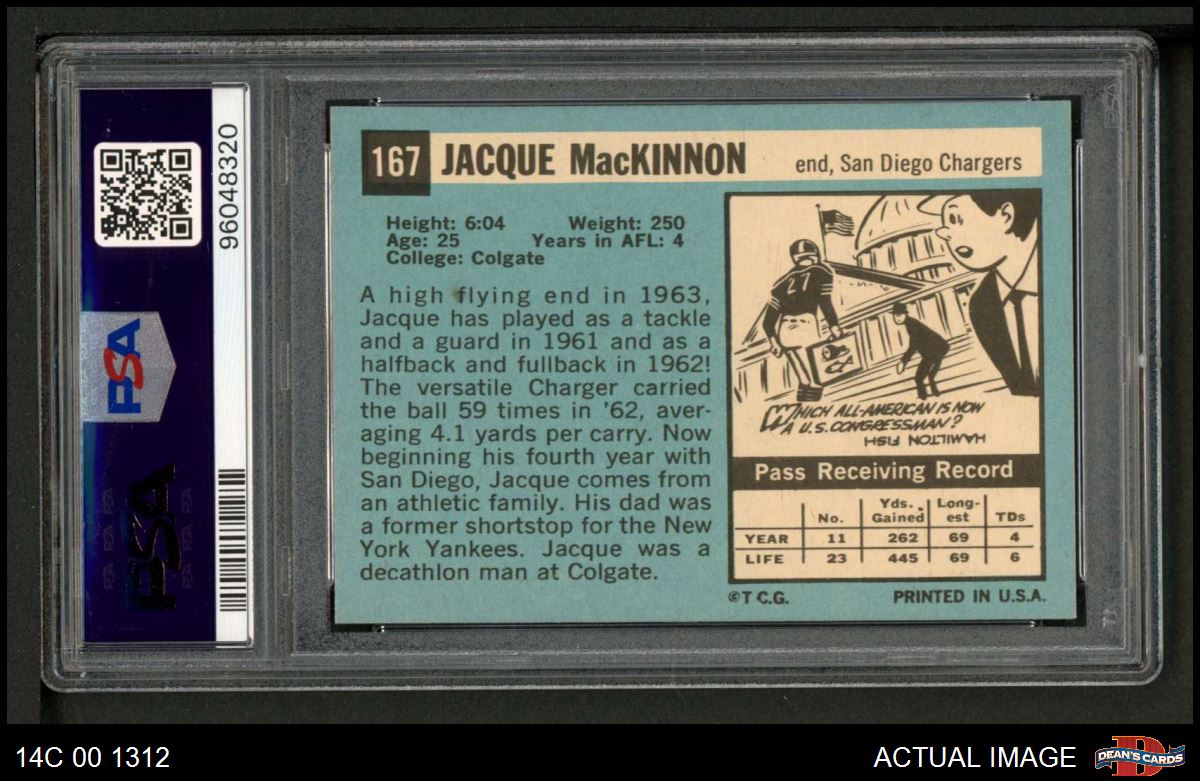 96048320
PSA
PSA
167 JACQUE MacKINNON end, San Diego Chargers
Height: 6:04 Weight: 250
Age: 25 Years in AFL: 4
College: Colgate
A high flying end in 1963,
Jacque has played as a tackle
and a guard in 1961 and as a
halfback and fullback in 1962!
The versatile Charger carried
the ball 59 times in '62, aver-
aging 4.1 yards per carry. Now
beginning his fourth year with
San Diego, Jacque comes from
an athletic family. His dad was
a former shortstop for the New
York Yankees. Jacque was a
decathlon man at Colgate.
27
WHICH ALL-AMERICAN IS NOW
A U.S. CONGRESSMAN?
HAMILTON FISH
Pass Receiving Record
No. Yds. Gained Long-est TDs
YEAR 11 262 69 4
LIFE 23 445 69 6
©T.C.G. PRINTED IN U.S.A.
14C 00 1312
ACTUAL IMAGE
DEAN'S CARDS